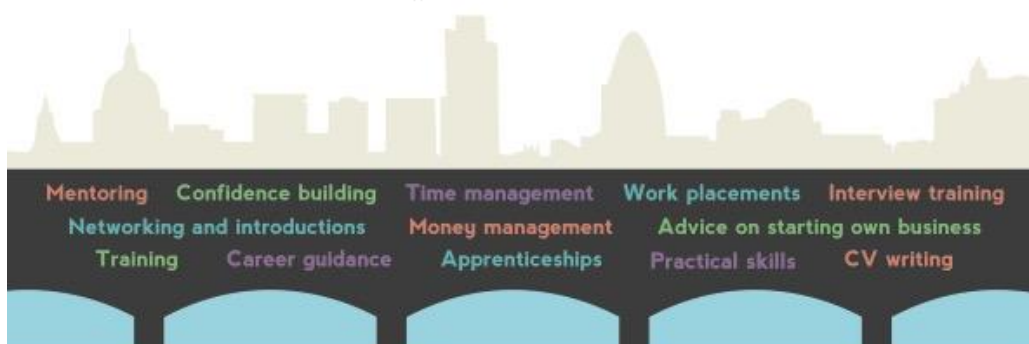 Mentoring Confidence building Time management Work placements Interview training
Networking and introductions Money management Advice on starting own business
Training Career guidance Apprenticeships Practical skills CV writing